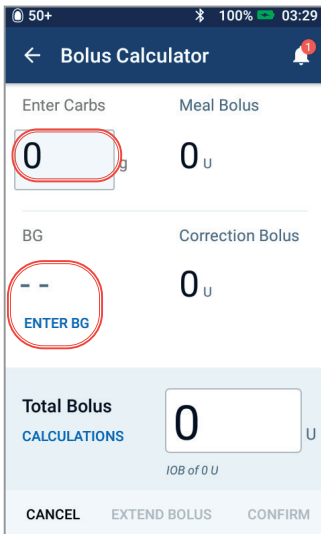 50+ 100% 03:29
← Bolus Calculator 1
Enter Carbs Meal Bolus
0 g 0 U
BG Correction Bolus
-- 0 U
ENTER BG
Total Bolus 0 U
CALCULATIONS
IOB of 0 U
CANCEL EXTEND BOLUS CONFIRM